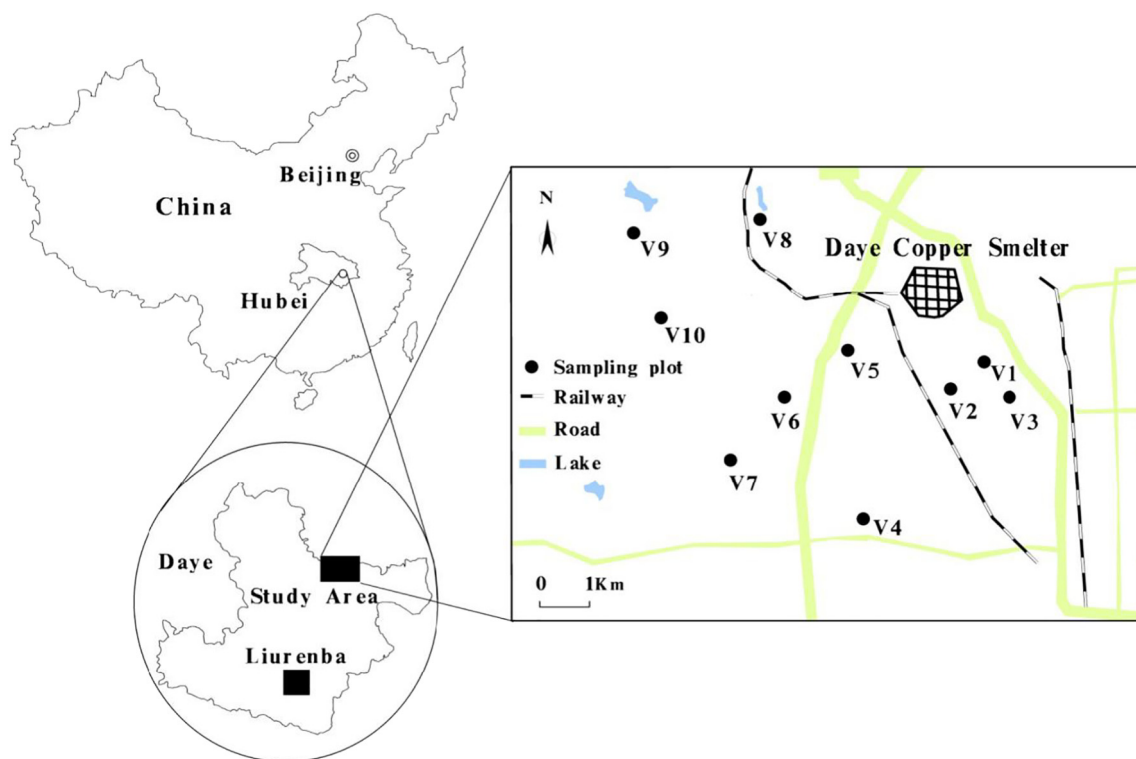 Beijing
China
Hubei
Daye
Study Area
Liurenba
N
V9
V8
Daye Copper Smelter
V10
V5
V1
V2
V3
V6
V7
V4
Sampling plot
Railway
Road
Lake
0 1Km